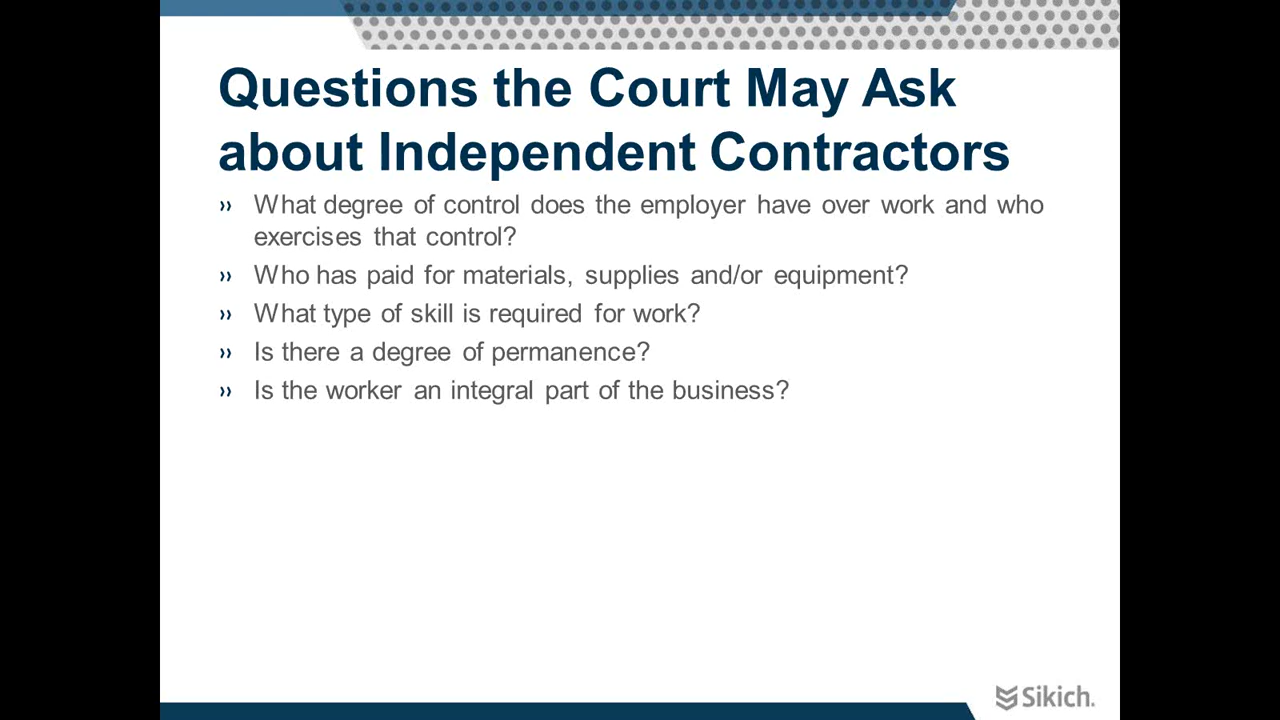 Questions the Court May Ask
about Independent Contractors
›› What degree of control does the employer have over work and who
exercises that control?
›› Who has paid for materials, supplies and/or equipment?
›› What type of skill is required for work?
›› Is there a degree of permanence?
›› Is the worker an integral part of the business?
Sikich.